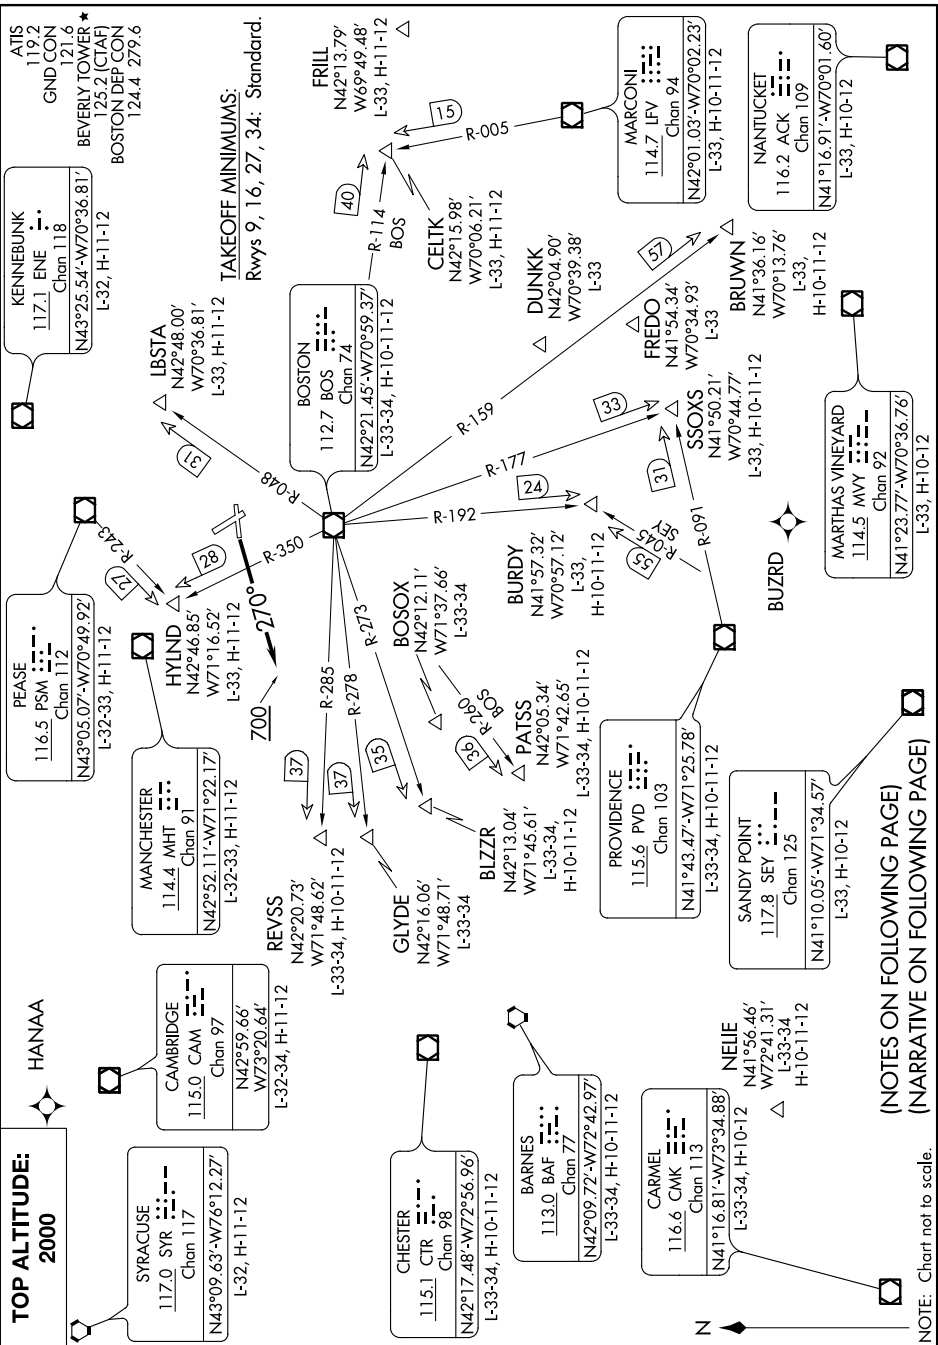 TOP ALTITUDE:
2000
HANAA
SYRACUSE
117.0 SYR
Chan 117
N43°09.63'-W76°12.27'
L-32, H-11-12
CAMBRIDGE
115.0 CAM
Chan 97
N42°59.66'
W73°20.64'
L-32-34, H-11-12
MANCHESTER
114.4 MHT
Chan 91
N42°52.11'-W71°22.17'
L-32-33, H-11-12
PEASE
116.5 PSM
Chan 112
N43°05.07'-W70°49.92'
L-32-33, H-11-12
KENNEBUNK
117.1 ENE
Chan 118
N43°25.54'-W70°36.81'
L-32, H-11-12
ATIS
119.2
GND CON
121.6
BEVERLY TOWER★
125.2 (CTAF)
BOSTON DEP CON
124.4 279.6
TAKEOFF MINIMUMS:
Rwys 9, 16, 27, 34: Standard.
R-243
27
HYLND
N42°46.85'
W71°16.52'
L-33, H-11-12
28
R-350
700
270°
31
R-048
LBSTA
N42°48.00'
W70°36.81'
L-33, H-11-12
BOSTON
112.7 BOS
Chan 74
N42°21.45'-W70°59.37'
L-33-34, H-10-11-12
R-114
BOS
40
CELTK
N42°15.98'
W70°06.21'
L-33, H-11-12
FRILL
N42°13.79'
W69°49.48'
L-33, H-11-12
15
R-005
MARCONI
114.7 LFV
Chan 94
N42°01.03'-W70°02.23'
L-33, H-10-11-12
NANTUCKET
116.2 ACK
Chan 109
N41°16.91'-W70°01.60'
L-33, H-10-12
R-285
37
REVSS
N42°20.73'
W71°48.62'
L-33-34, H-10-11-12
R-278
37
GLYDE
N42°16.06'
W71°48.71'
L-33-34
R-273
35
BLZZR
N42°13.04'
W71°45.61'
L-33-34,
H-10-11-12
BOSOX
N42°12.11'
W71°37.66'
L-33-34
R-260
BOS
36
PATSS
N42°05.34'
W71°42.65'
L-33-34, H-10-11-12
R-192
24
BURDY
N41°57.32'
W70°57.12'
L-33,
H-10-11-12
R-045
SEY
55
R-177
33
SSOXS
N41°50.21'
W70°44.77'
L-33, H-10-11-12
31
R-091
R-159
57
DUNKK
N42°04.90'
W70°39.38'
L-33
FREDO
N41°54.34'
W70°34.93'
L-33
BRUWN
N41°36.16'
W70°13.76'
L-33,
H-10-11-12
CHESTER
115.1 CTR
Chan 98
N42°17.48'-W72°56.96'
L-33-34, H-10-11-12
BARNES
113.0 BAF
Chan 77
N42°09.72'-W72°42.97'
L-33-34, H-10-11-12
CARMEL
116.6 CMK
Chan 113
N41°16.81'-W73°34.88'
L-33-34, H-10-12
NELIE
N41°56.46'
W72°41.31'
L-33-34
H-10-11-12
PROVIDENCE
115.6 PVD
Chan 103
N41°43.47'-W71°25.78'
L-33-34, H-10-11-12
SANDY POINT
117.8 SEY
Chan 125
N41°10.05'-W71°34.57'
L-33, H-10-12
BUZRD
MARTHAS VINEYARD
114.5 MVY
Chan 92
N41°23.77'-W70°36.76'
L-33, H-10-12
N
(NOTES ON FOLLOWING PAGE)
(NARRATIVE ON FOLLOWING PAGE)
NOTE: Chart not to scale.